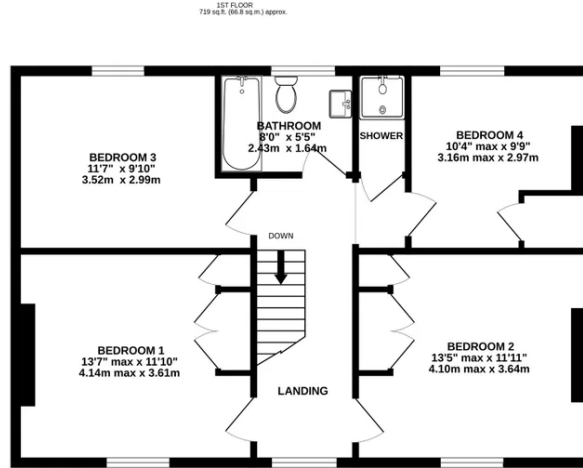 1ST FLOOR
719 sq.ft. (66.8 sq.m.) approx.
BATHROOM
8'0" x 5'5"
2.43m x 1.64m
SHOWER
BEDROOM 4
10'4" max x 9'9"
3.16m max x 2.97m
BEDROOM 3
11'7" x 9'10"
3.52m x 2.99m
DOWN
BEDROOM 1
13'7" max x 11'10"
4.14m max x 3.61m
BEDROOM 2
13'5" max x 11'11"
4.10m max x 3.64m
LANDING